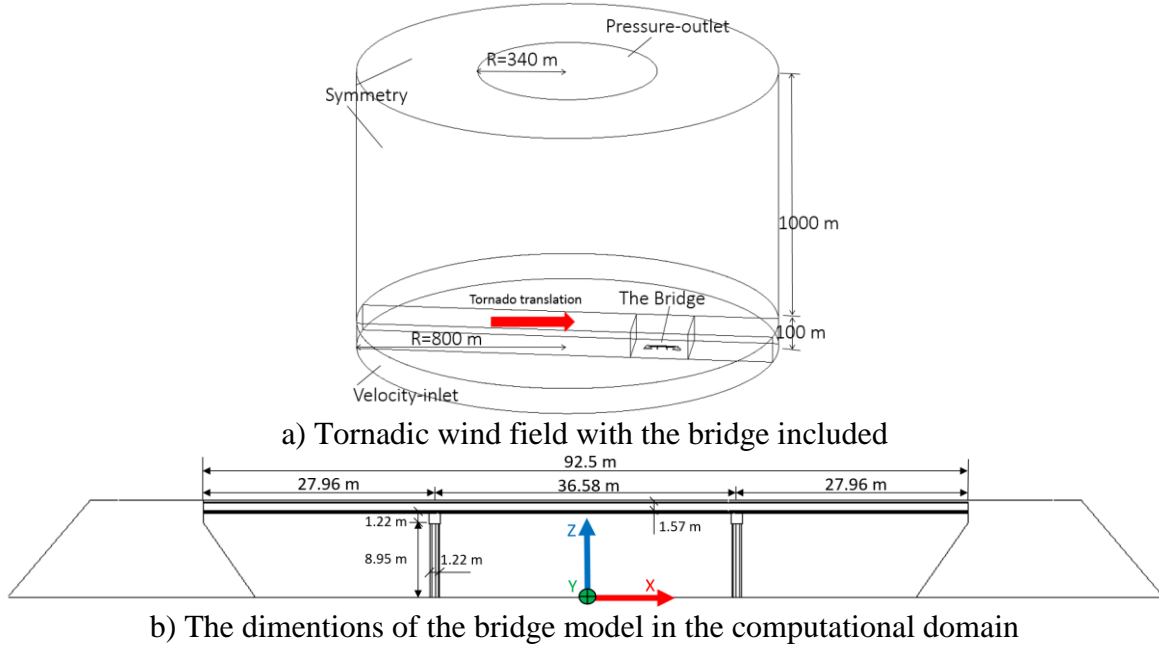 Pressure-outlet
R=340 m
Symmetry
1000 m
Tornado translation
The Bridge
100 m
R=800 m
Velocity-inlet
a) Tornadic wind field with the bridge included
92.5 m
27.96 m
36.58 m
27.96 m
1.22 m
1.57 m
Z
8.95 m
1.22 m
Y
X
b) The dimentions of the bridge model in the computational domain